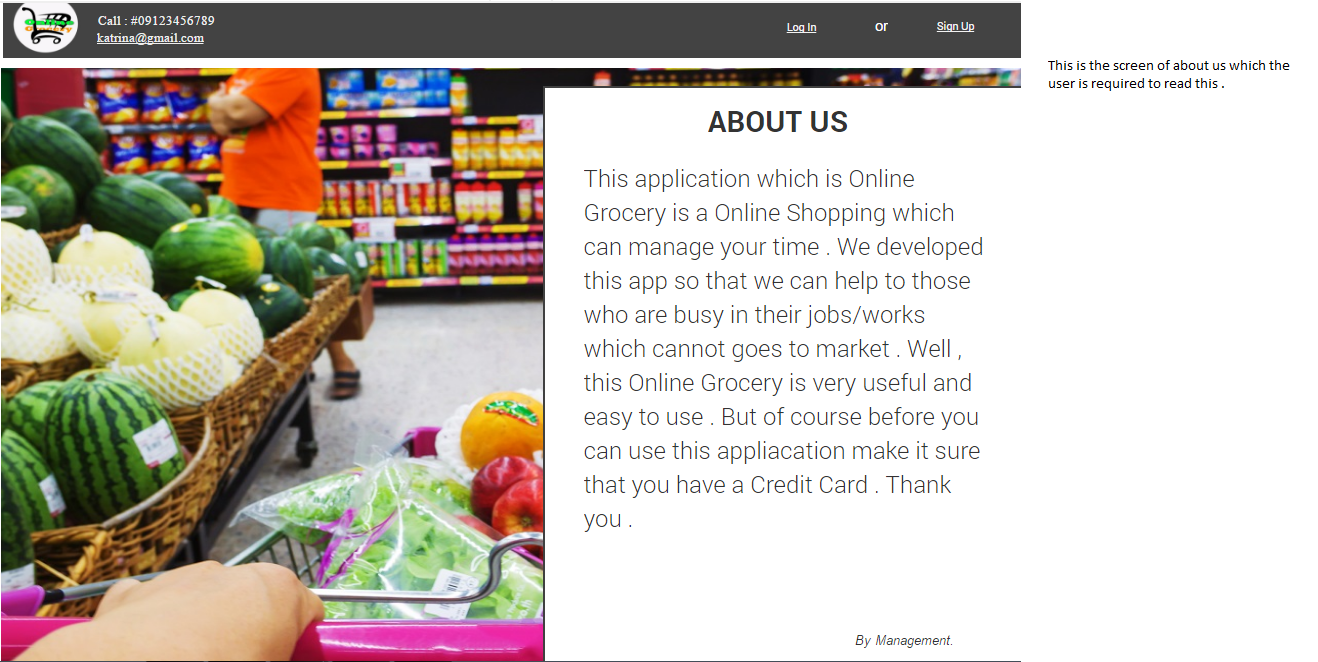 Call : #09123456789
katrina@gmail.com
Log In
or
Sign Up
This is the screen of about us which the
user is required to read this .
ABOUT US
This application which is Online
Grocery is a Online Shopping which
can manage your time . We developed
this app so that we can help to those
who are busy in their jobs/works
which cannot goes to market . Well ,
this Online Grocery is very useful and
easy to use . But of course before you
can use this appliacation make it sure
that you have a Credit Card . Thank
you .
By Management.